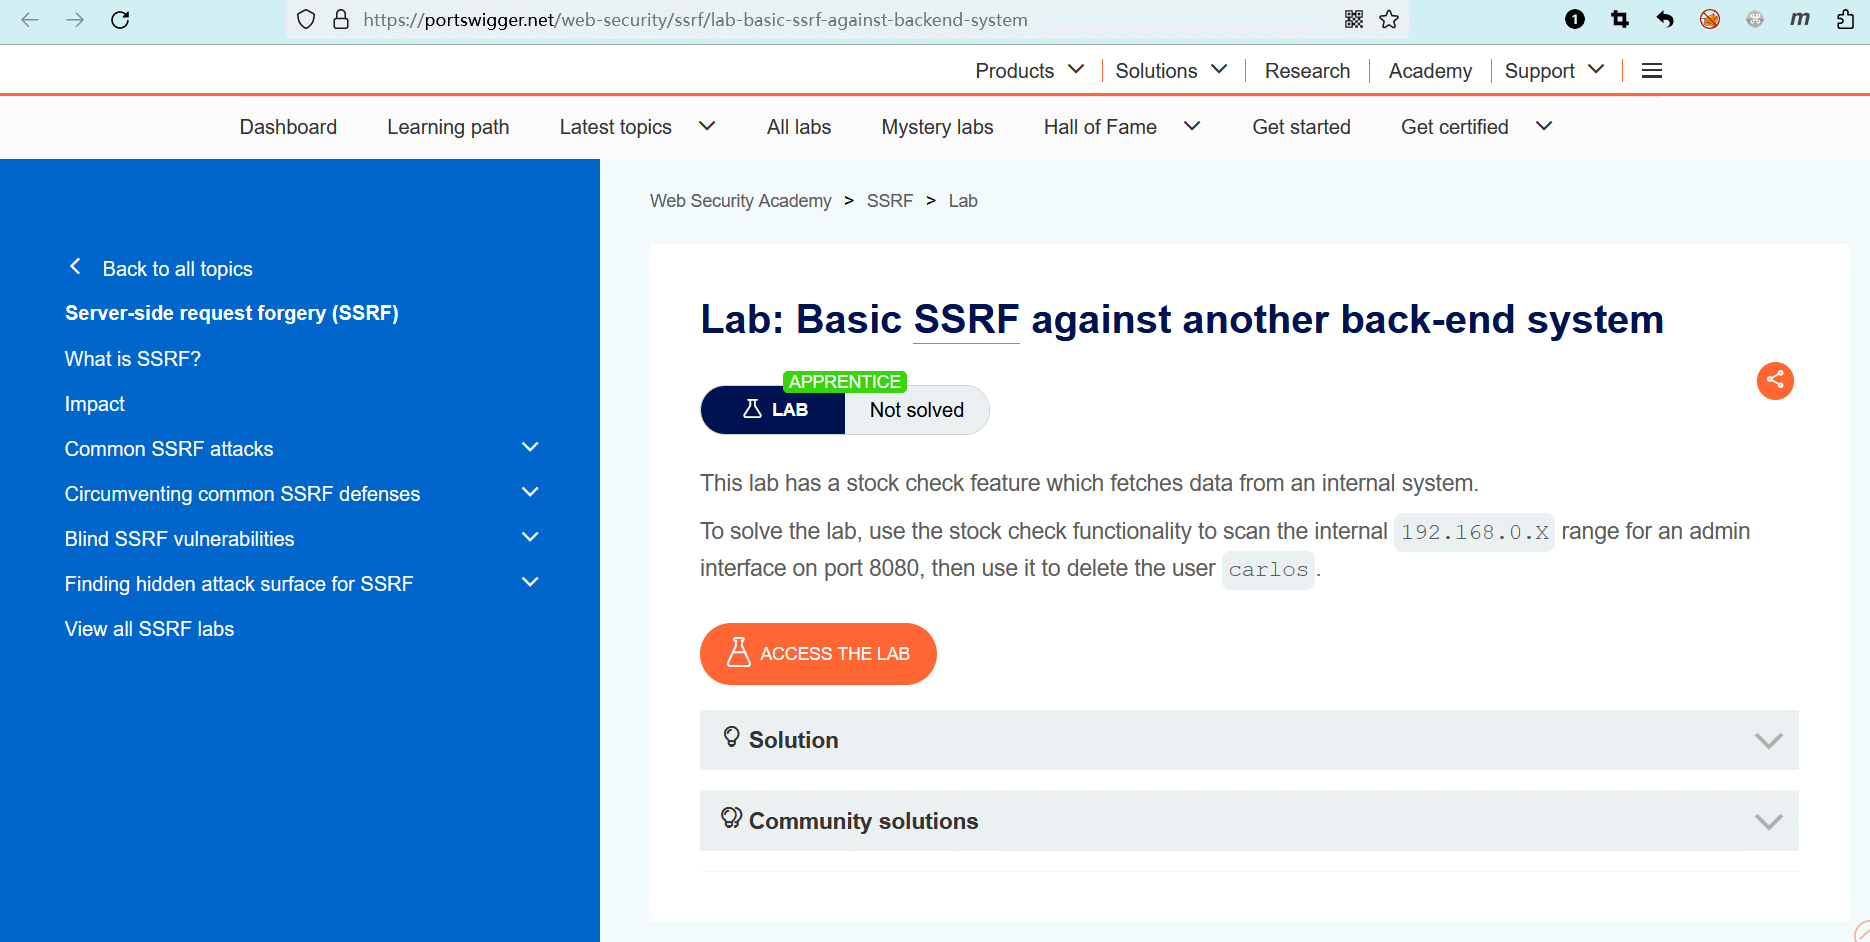 https://portswigger.net/web-security/ssrf/lab-basic-ssrf-against-backend-system
1
m
Products
Solutions
Research
Academy
Support
Dashboard
Learning path
Latest topics
All labs
Mystery labs
Hall of Fame
Get started
Get certified
Web Security Academy > SSRF > Lab
Back to all topics
Server-side request forgery (SSRF)
What is SSRF?
Impact
Common SSRF attacks
Circumventing common SSRF defenses
Blind SSRF vulnerabilities
Finding hidden attack surface for SSRF
View all SSRF labs
Lab: Basic SSRF against another back-end system
APPRENTICE
LAB
Not solved
This lab has a stock check feature which fetches data from an internal system.
To solve the lab, use the stock check functionality to scan the internal 192.168.0.X range for an admin
interface on port 8080, then use it to delete the user carlos.
ACCESS THE LAB
Solution
Community solutions